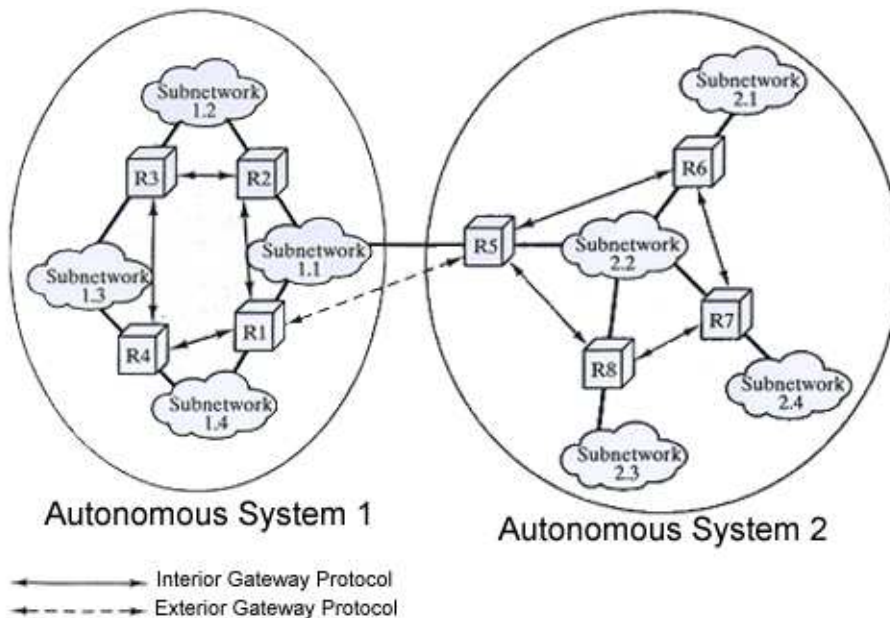 Subnetwork
1.2
Subnetwork
2.1
R3
R2
R6
Subnetwork
1.1
R5
Subnetwork
2.2
Subnetwork
1.3
R4
R1
R8
R7
Subnetwork
1.4
Subnetwork
2.4
Subnetwork
2.3
Autonomous System 1
Autonomous System 2
Interior Gateway Protocol
Exterior Gateway Protocol